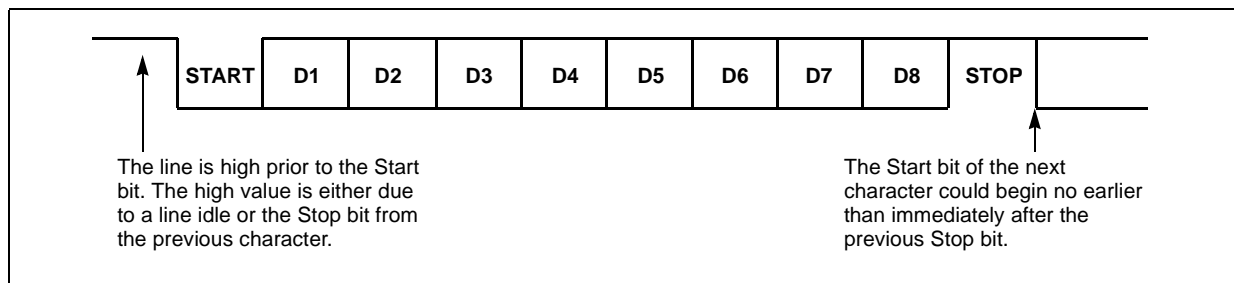 START D1 D2 D3 D4 D5 D6 D7 D8 STOP
The line is high prior to the Start
bit. The high value is either due
to a line idle or the Stop bit from
the previous character.
The Start bit of the next
character could begin no earlier
than immediately after the
previous Stop bit.